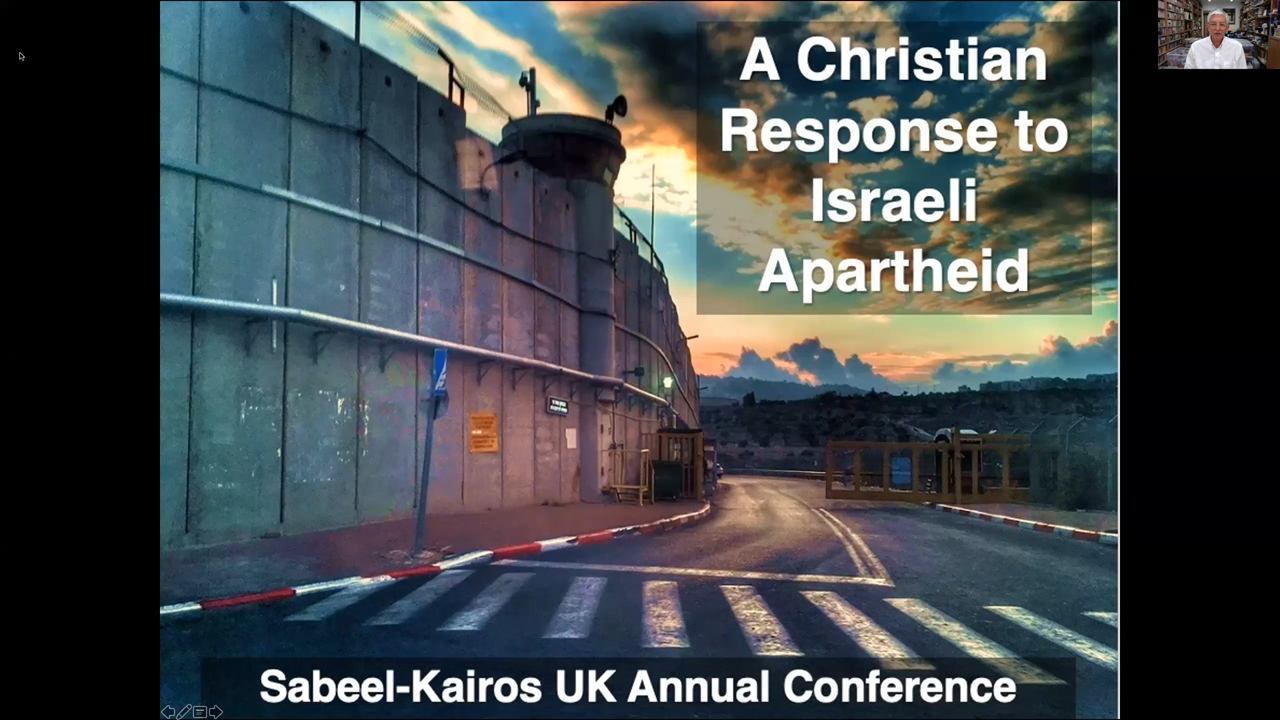 A Christian
Response to
Israeli
Apartheid
Sabeel-Kairos UK Annual Conference